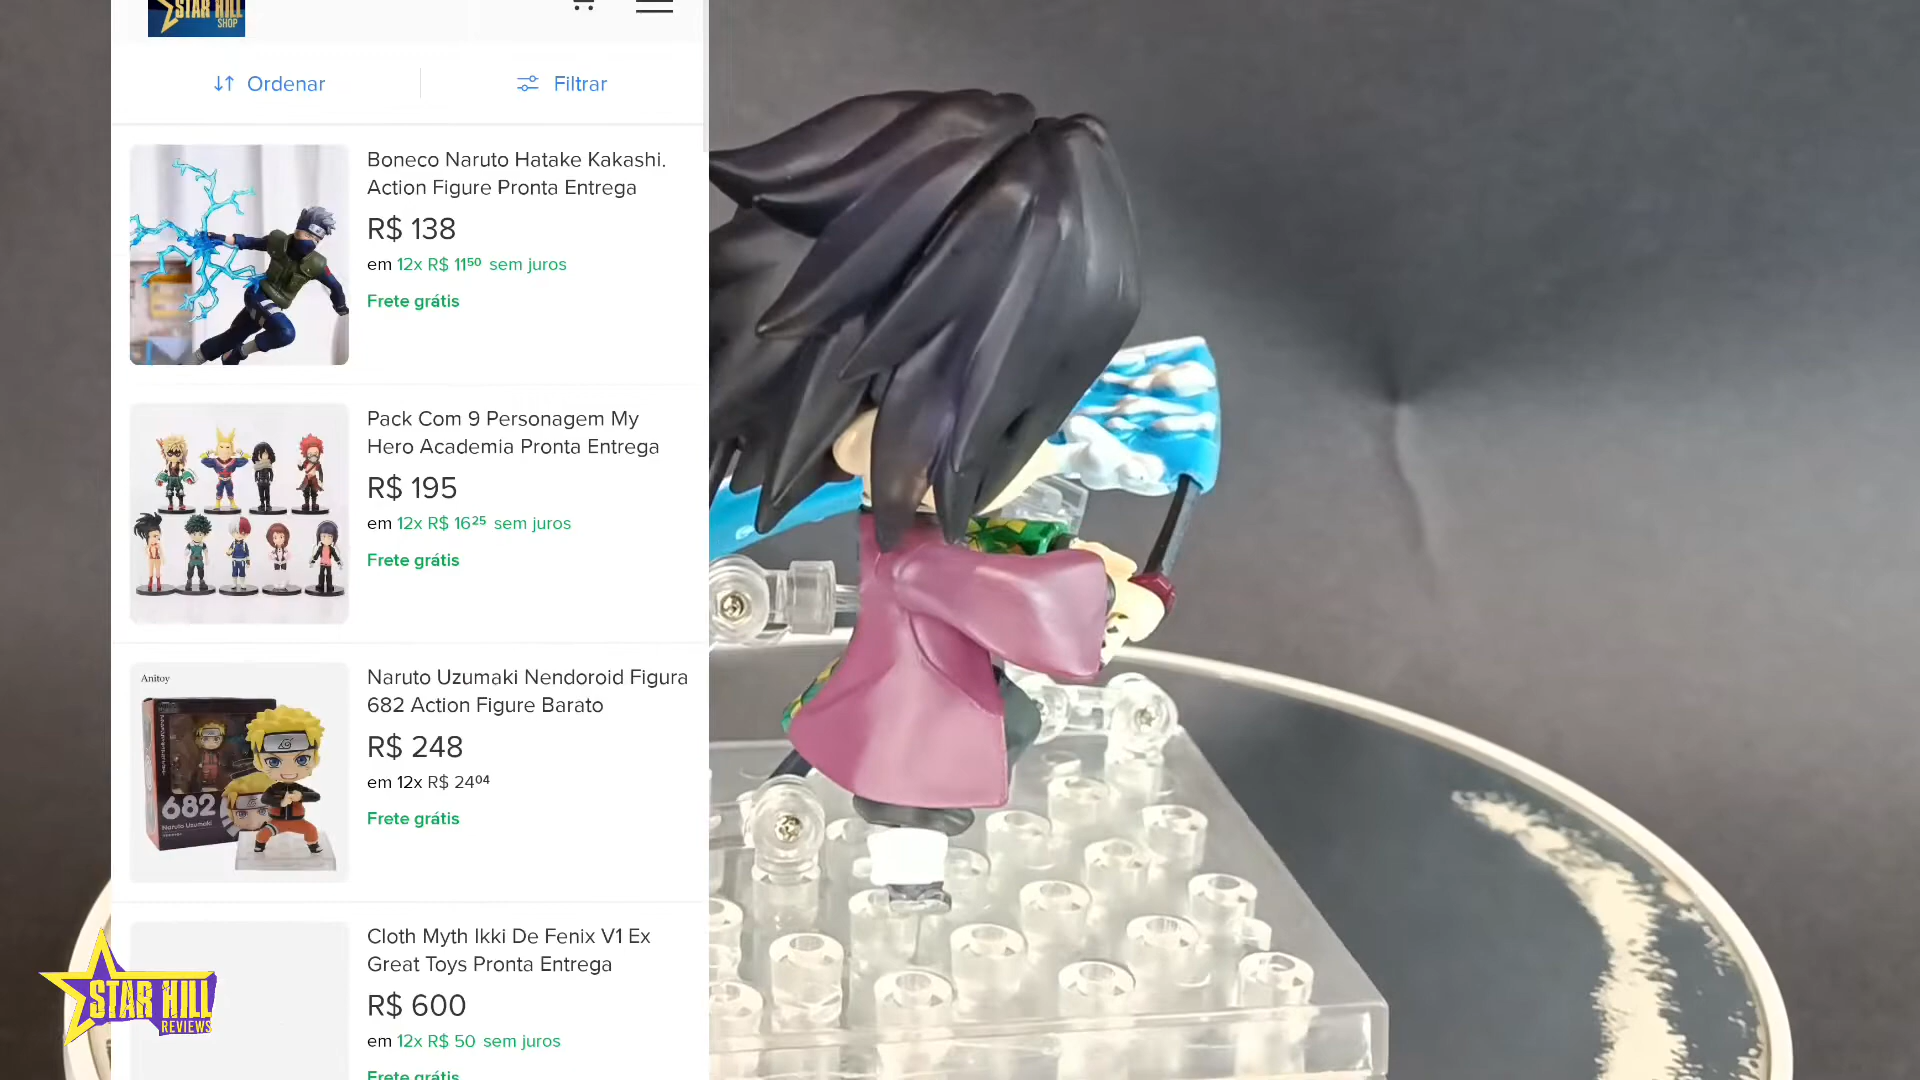 STAR HILL
SHOP
Ordenar
Filtrar
Boneco Naruto Hatake Kakashi.
Action Figure Pronta Entrega
R$ 138
em 12x R$ 11⁵⁰ sem juros
Frete grátis
Pack Com 9 Personagem My
Hero Academia Pronta Entrega
R$ 195
em 12x R$ 16²⁵ sem juros
Frete grátis
Anitoy
682
Naruto Uzumaki
Naruto Uzumaki Nendoroid Figura
682 Action Figure Barato
R$ 248
em 12x R$ 24⁰⁴
Frete grátis
Cloth Myth Ikki De Fenix V1 Ex
Great Toys Pronta Entrega
R$ 600
em 12x R$ 50 sem juros
Frete grátis
STAR HILL
REVIEWS